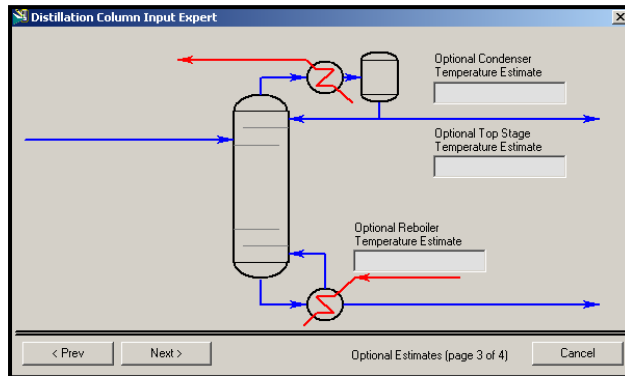 Distillation Column Input Expert
Optional Condenser
Temperature Estimate
Optional Top Stage
Temperature Estimate
Optional Reboiler
Temperature Estimate
< Prev
Next >
Optional Estimates (page 3 of 4)
Cancel